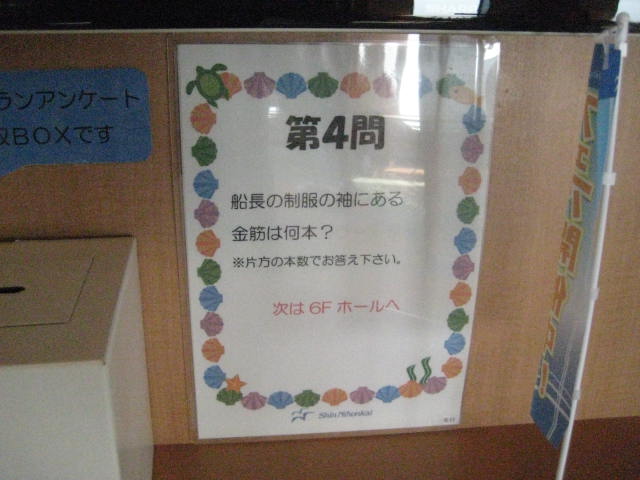 ランアンケート
BOXです
第4問
船長の制服の袖にある
金筋は何本？
※片方の本数でお答え下さい。
次は 6F ホールへ
Shin Nihonkai